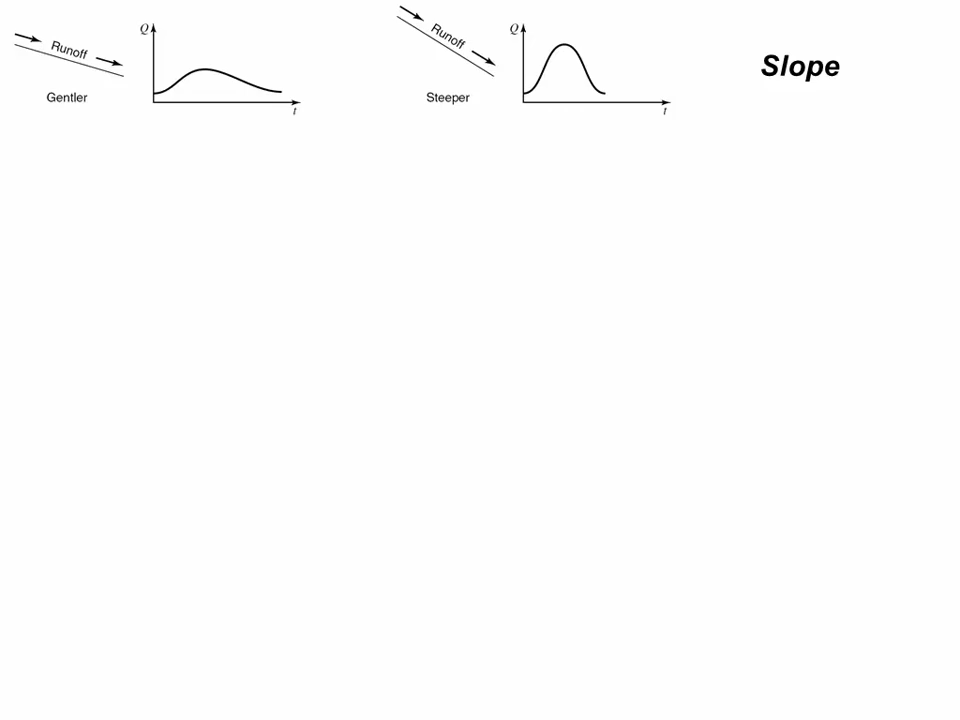 Runoff
Gentler
Q
t
Runoff
Steeper
Q
t
Slope